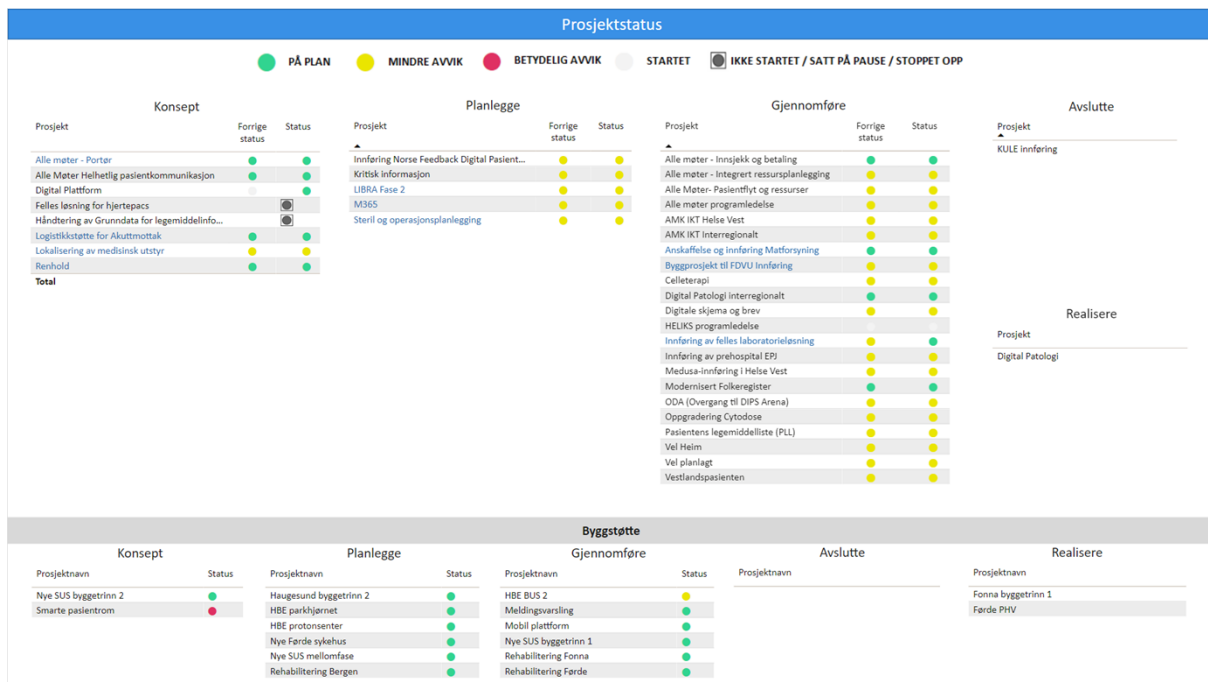 Prosjektstatus
PÅ PLAN MINDRE AVVIK BETYDELIG AVVIK STARTET IKKE STARTET / SATT PÅ PAUSE / STOPPET OPP
Konsept
Prosjekt Forrige status Status
Alle møter - Portør
Alle Møter Helhetlig pasientkommunikasjon
Digital Plattform
Felles løsning for hjertepacs
Håndtering av Grunndata for legemiddelinfo...
Logistikkstøtte for Akuttmottak
Lokalisering av medisinsk utstyr
Renhold
Total
Planlegge
Prosjekt Forrige status Status
Innføring Norse Feedback Digital Pasient...
Kritisk informasjon
LIBRA Fase 2
M365
Steril og operasjonsplanlegging
Gjennomføre
Prosjekt Forrige status Status
Alle møter - Innsjekk og betaling
Alle møter - Integrert ressursplanlegging
Alle Møter- Pasientflyt og ressurser
Alle møter programledelse
AMK IKT Helse Vest
AMK IKT Interregionalt
Anskaffelse og innføring Matforsyning
Byggprosjekt til FDVU Innføring
Celleterapi
Digital Patologi interregionalt
Digitale skjema og brev
HELIKS programledelse
Innføring av felles laboratorieløsning
Innføring av prehospital EPJ
Medusa-innføring i Helse Vest
Modernisert Folkeregister
ODA (Overgang til DIPS Arena)
Oppgradering Cytodose
Pasientens legemiddelliste (PLL)
Vel Heim
Vel planlagt
Vestlandspasienten
Avslutte
Prosjekt
KULE innføring
Realisere
Prosjekt
Digital Patologi
Byggstøtte
Konsept
Prosjektnavn Status
Nye SUS byggetrinn 2
Smarte pasientrom
Planlegge
Prosjektnavn Status
Haugesund byggetrinn 2
HBE parkhjørnet
HBE protonsenter
Nye Førde sykehus
Nye SUS mellomfase
Rehabilitering Bergen
Gjennomføre
Prosjektnavn Status
HBE BUS 2
Meldingsvarsling
Mobil plattform
Nye SUS byggetrinn 1
Rehabilitering Fonna
Rehabilitering Førde
Avslutte
Prosjektnavn
Realisere
Prosjektnavn
Fonna byggetrinn 1
Førde PHV